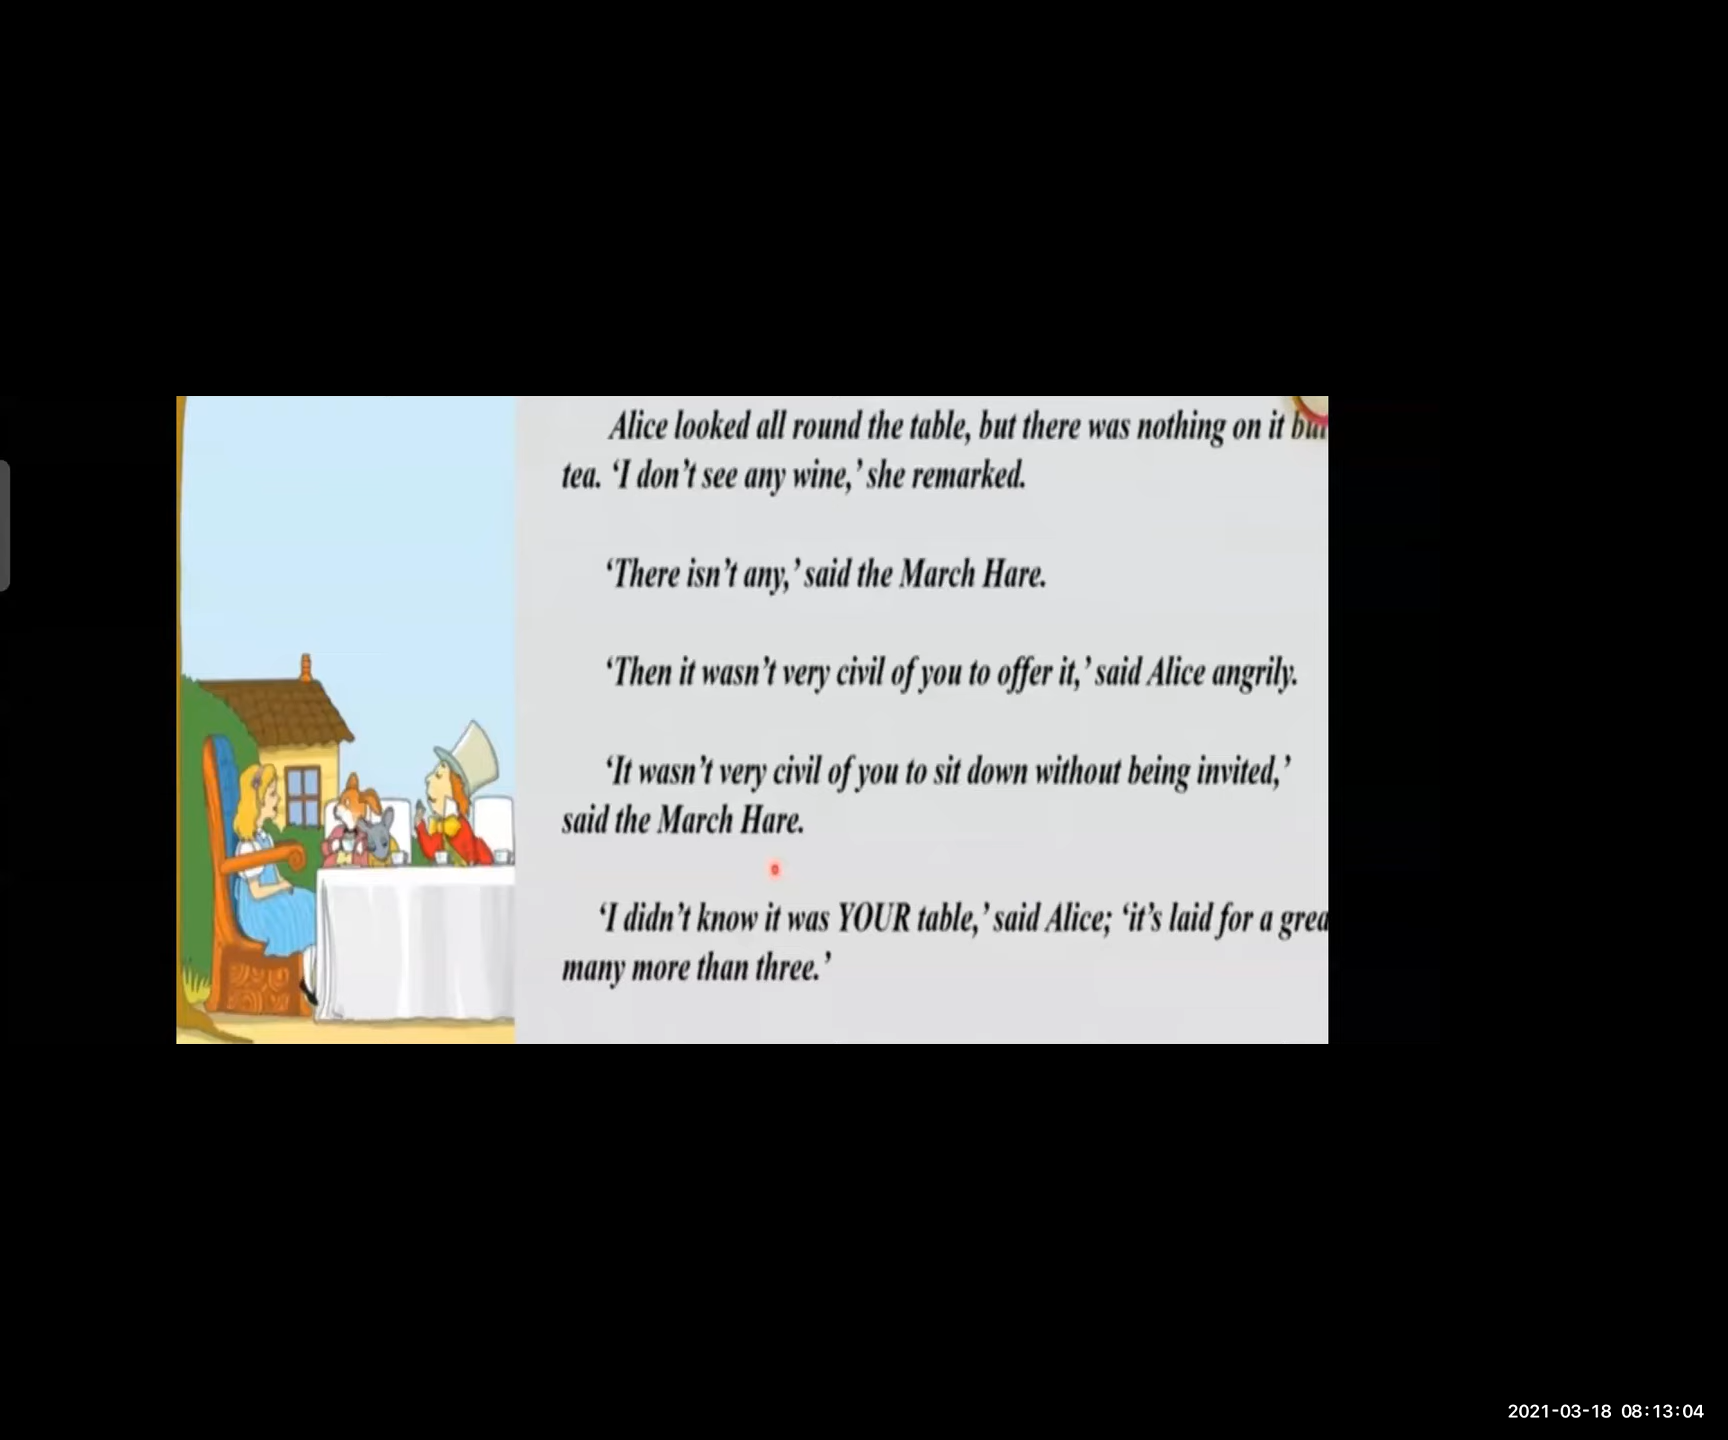 Alice looked all round the table, but there was nothing on it but
tea. ‘I don’t see any wine,’ she remarked.
‘There isn’t any,’ said the March Hare.
‘Then it wasn’t very civil of you to offer it,’ said Alice angrily.
‘It wasn’t very civil of you to sit down without being invited,’
said the March Hare.
‘I didn’t know it was YOUR table,’ said Alice; ‘it’s laid for a grea
many more than three.’
2021-03-18 08:13:04